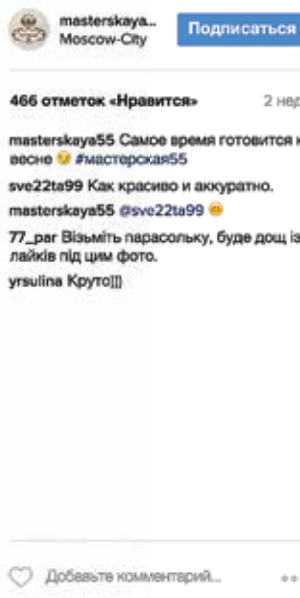 masterskaya...
Moscow-City
Подписаться
466 отметок «Нравится»
2 нед
masterskaya55 Самое время готовится к
весне 😉 #мастерская55
sve22ta99 Как красиво и аккуратно.
masterskaya55 @sve22ta99 😊
77_par Візьміть парасольку, буде дощ із
лайків під цим фото.
yrsulina Круто)))
Добавьте комментарий...